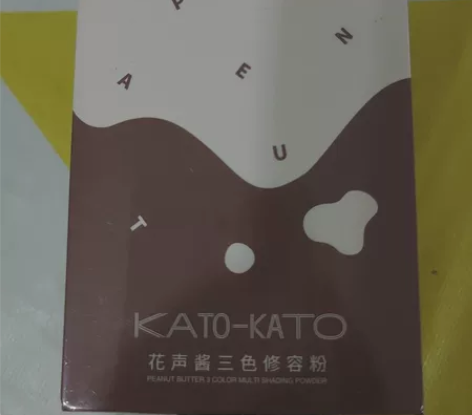 P
N
E
A
U
T
KATO-KATO
花声酱三色修容粉
PEANUT BUTTER 3 COLOR MULTI SHADING POWDER